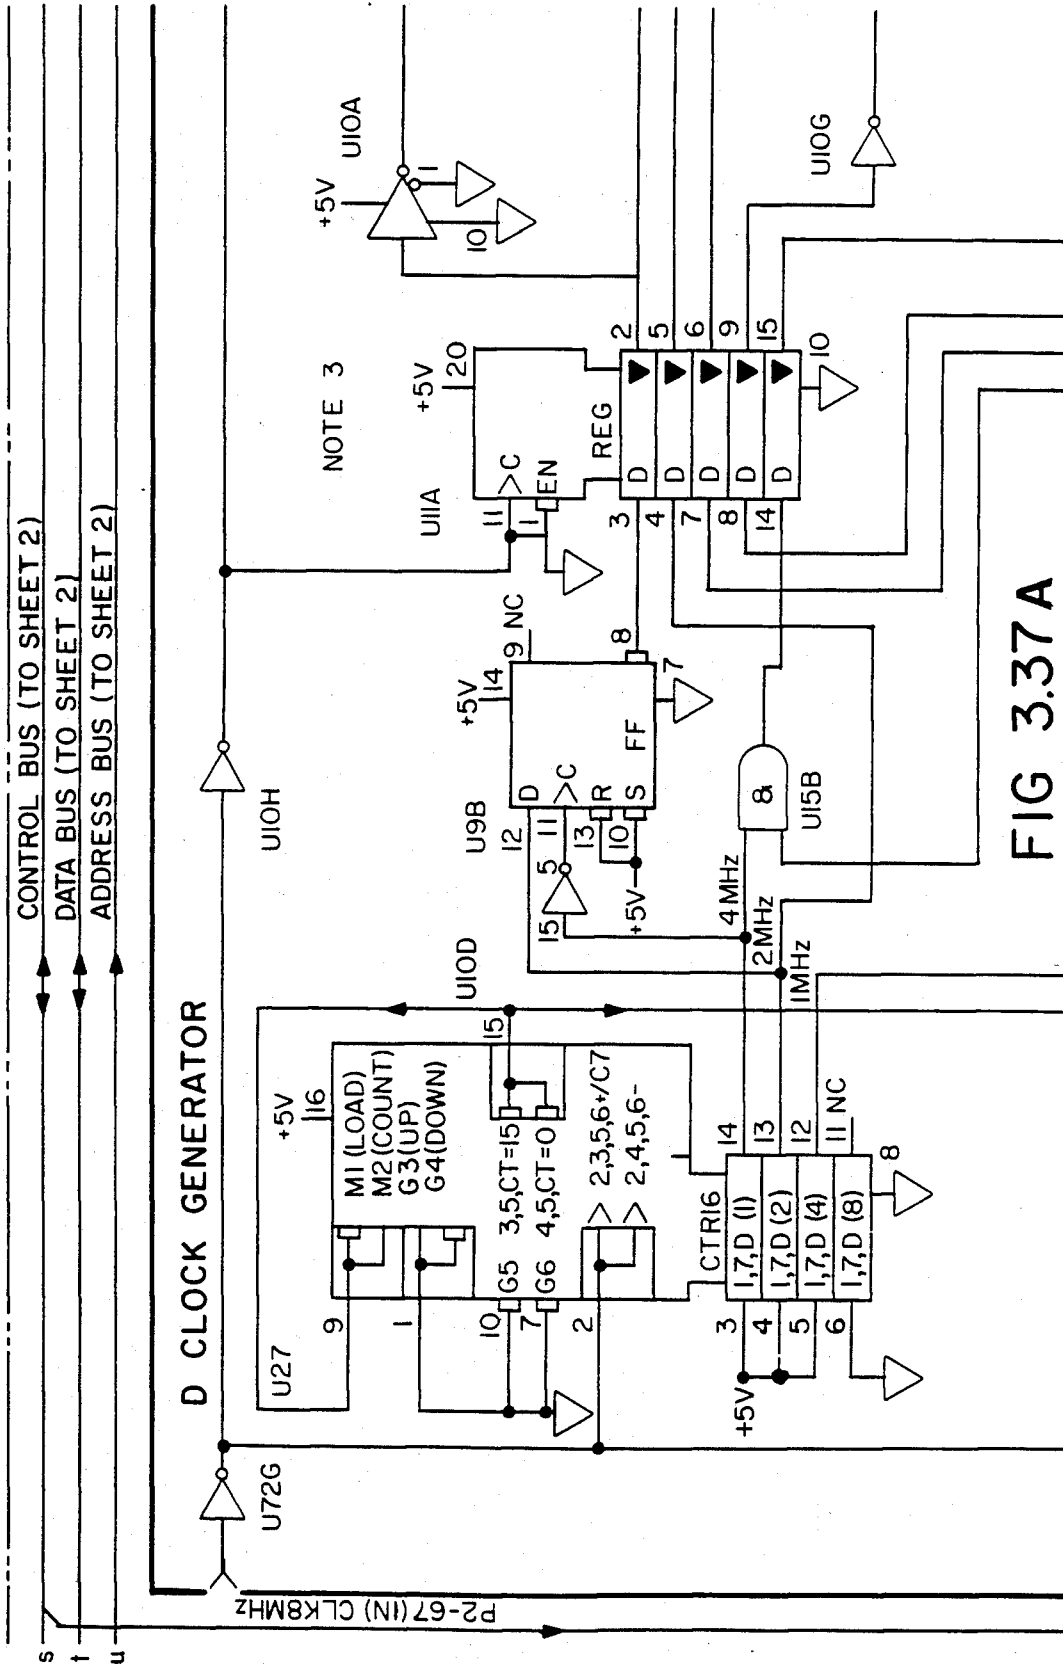 s
t
u
CONTROL BUS (TO SHEET 2)
DATA BUS (TO SHEET 2)
ADDRESS BUS (TO SHEET 2)
D CLOCK GENERATOR
P2-67(IN) CLK8MHz
U72G
U10H
U27
+5V
16
9
M1 (LOAD)
M2 (COUNT)
1
G3 (UP)
G4 (DOWN)
10
G5
3,5,CT=15
15
7
G6
4,5,CT=0
2
2,3,5,6+/C7
2,4,5,6-
CTR16
3
1,7,D (1)
14
4
1,7,D (2)
13
5
1,7,D (4)
12
6
1,7,D (8)
11
NC
+5V
8
U10D
15
5
4MHz
2MHz
1MHz
U9B
+5V
14
12
D
9
NC
11
C
13
R
10
S
+5V
FF
8
7
&
U15B
NOTE 3
U11A
+5V
20
11
C
1
EN
REG
3
D
2
4
D
5
7
D
6
8
D
9
14
D
15
10
+5V
U10A
1
10
U10G
FIG 3.37A